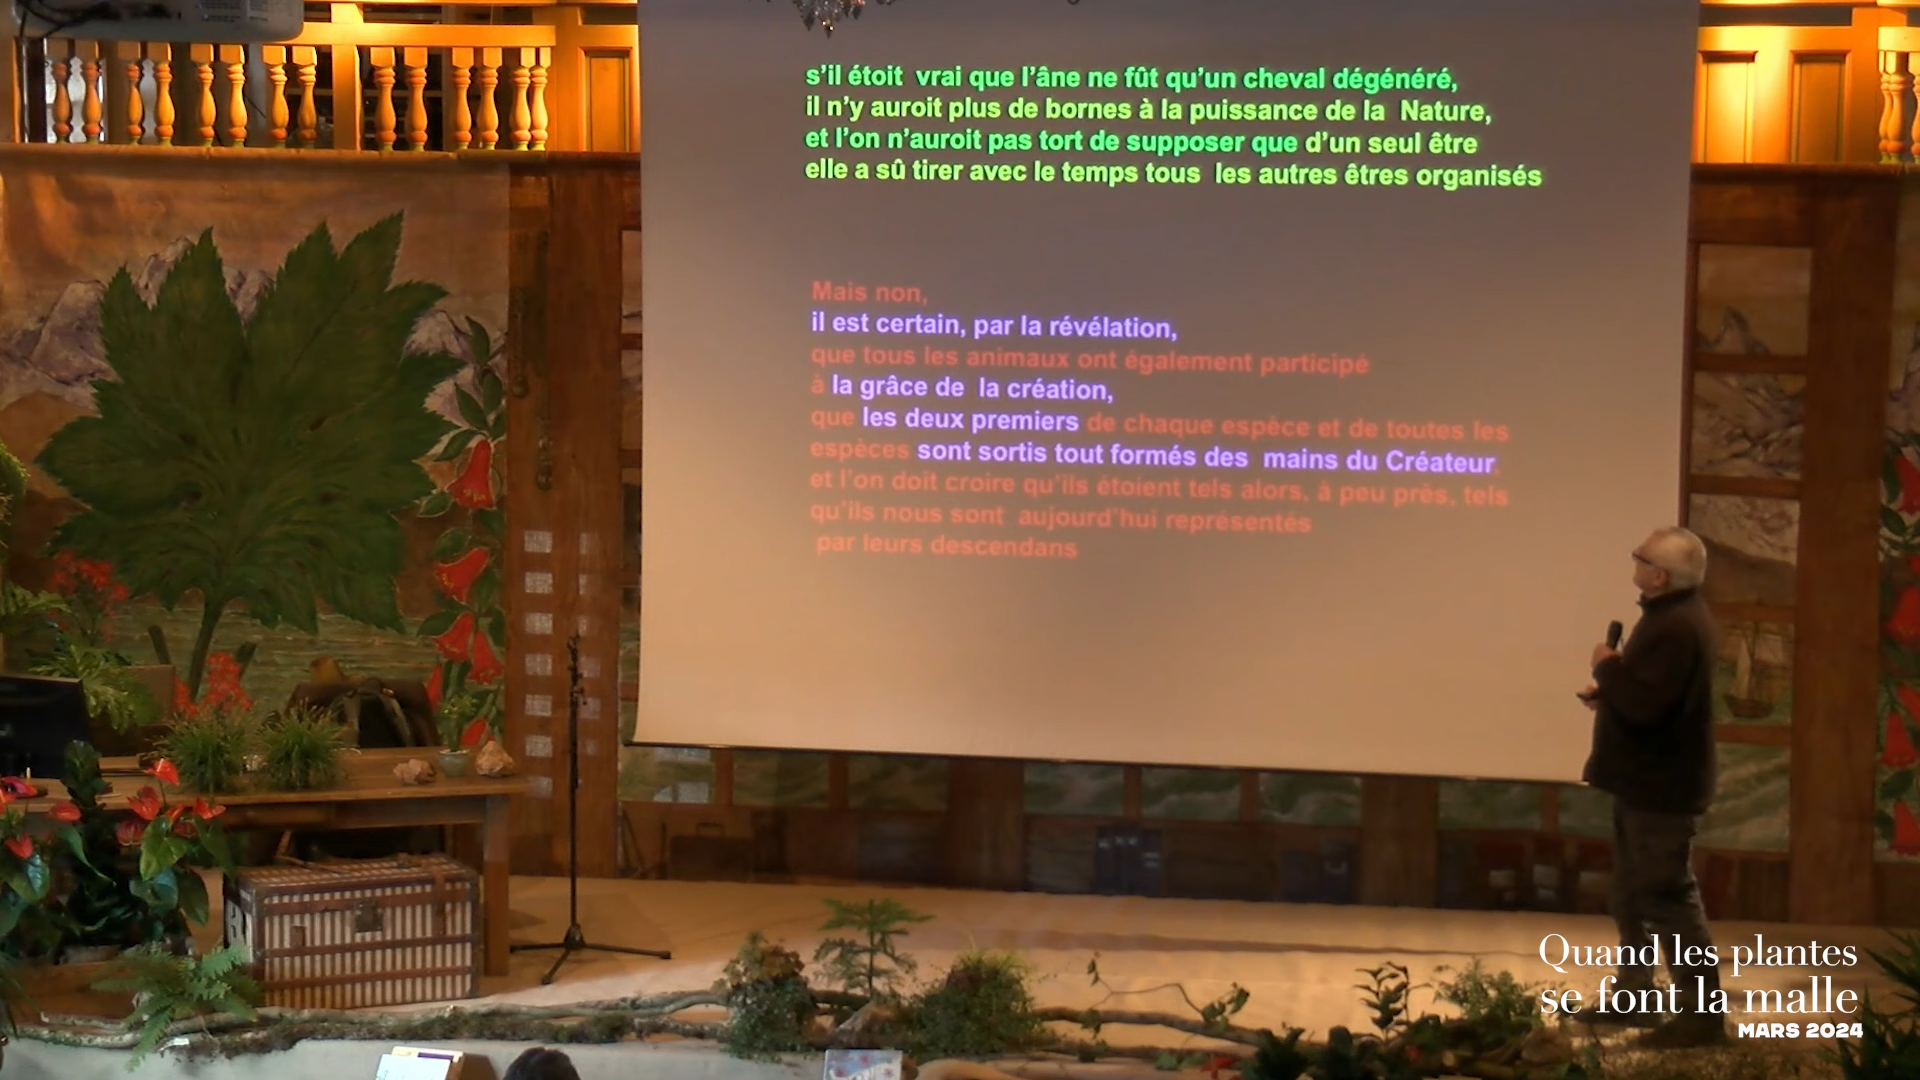 s'il étoit vrai que l'âne ne fût qu'un cheval dégénéré,
il n'y auroit plus de bornes à la puissance de la Nature,
et l'on n'auroit pas tort de supposer que d'un seul être
elle a sû tirer avec le temps tous les autres êtres organisés
Mais non,
il est certain, par la révélation,
que tous les animaux ont également participé
à la grâce de la création,
que les deux premiers de chaque espèce et de toutes les
espèces sont sortis tout formés des mains du Créateur,
et l'on doit croire qu'ils étoient tels alors, à peu près, tels
qu'ils nous sont aujourd'hui représentés
par leurs descendans
Quand les plantes
se font la malle
MARS 2024